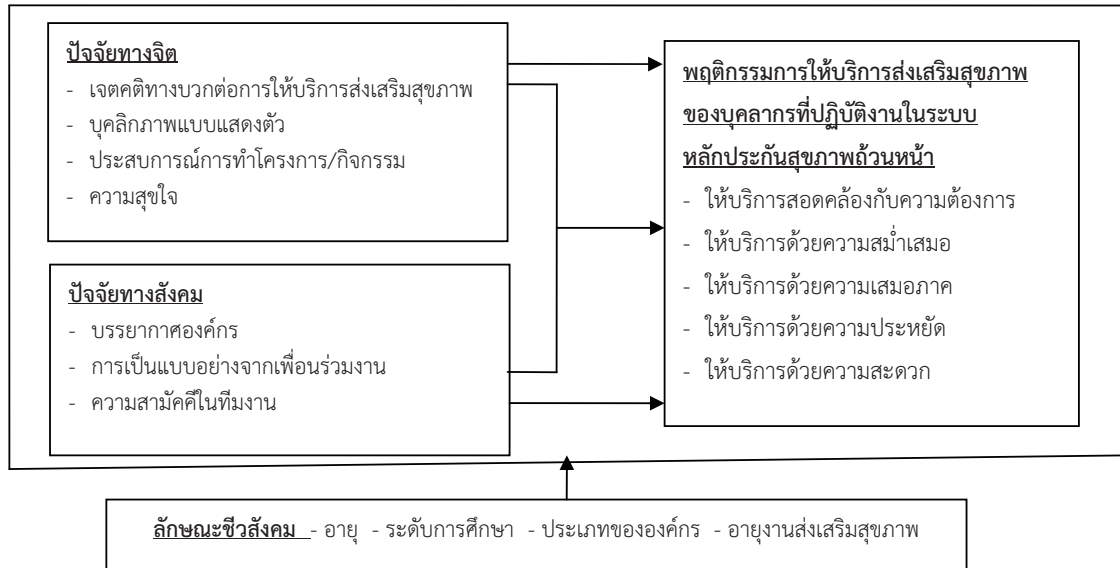 ปัจจัยทางจิต
- เจตคติทางบวกต่อการให้บริการส่งเสริมสุขภาพ
- บุคลิกภาพแบบแสดงตัว
- ประสบการณ์การทำโครงการ/กิจกรรม
- ความสุขใจ
ปัจจัยทางสังคม
- บรรยากาศองค์กร
- การเป็นแบบอย่างจากเพื่อนร่วมงาน
- ความสามัคคีในทีมงาน
พฤติกรรมการให้บริการส่งเสริมสุขภาพ
ของบุคลากรที่ปฏิบัติงานในระบบ
หลักประกันสุขภาพถ้วนหน้า
- ให้บริการสอดคล้องกับความต้องการ
- ให้บริการด้วยความสม่ำเสมอ
- ให้บริการด้วยความเสมอภาค
- ให้บริการด้วยความประหยัด
- ให้บริการด้วยความสะดวก
ลักษณะชีวสังคม - อายุ - ระดับการศึกษา - ประเภทขององค์กร - อายุงานส่งเสริมสุขภาพ